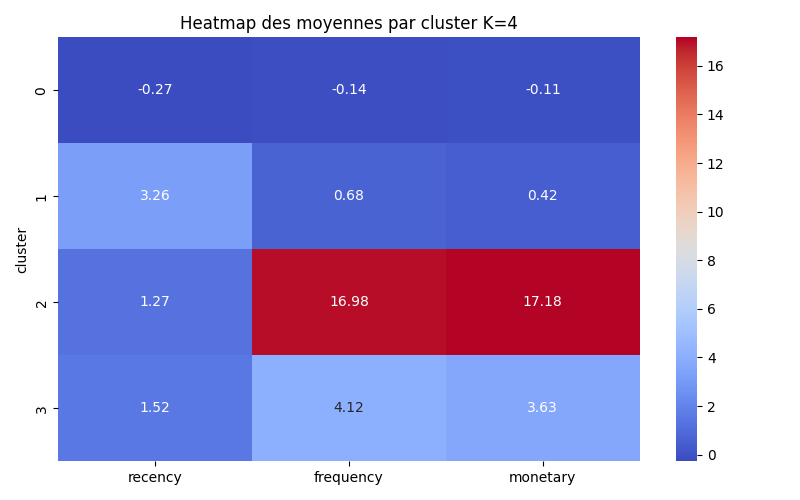 Heatmap des moyennes par cluster K=4
0 -0.27 -0.14 -0.11
1 3.26 0.68 0.42
2 1.27 16.98 17.18
3 1.52 4.12 3.63
cluster
recency frequency monetary
16
14
12
10
8
6
4
2
0